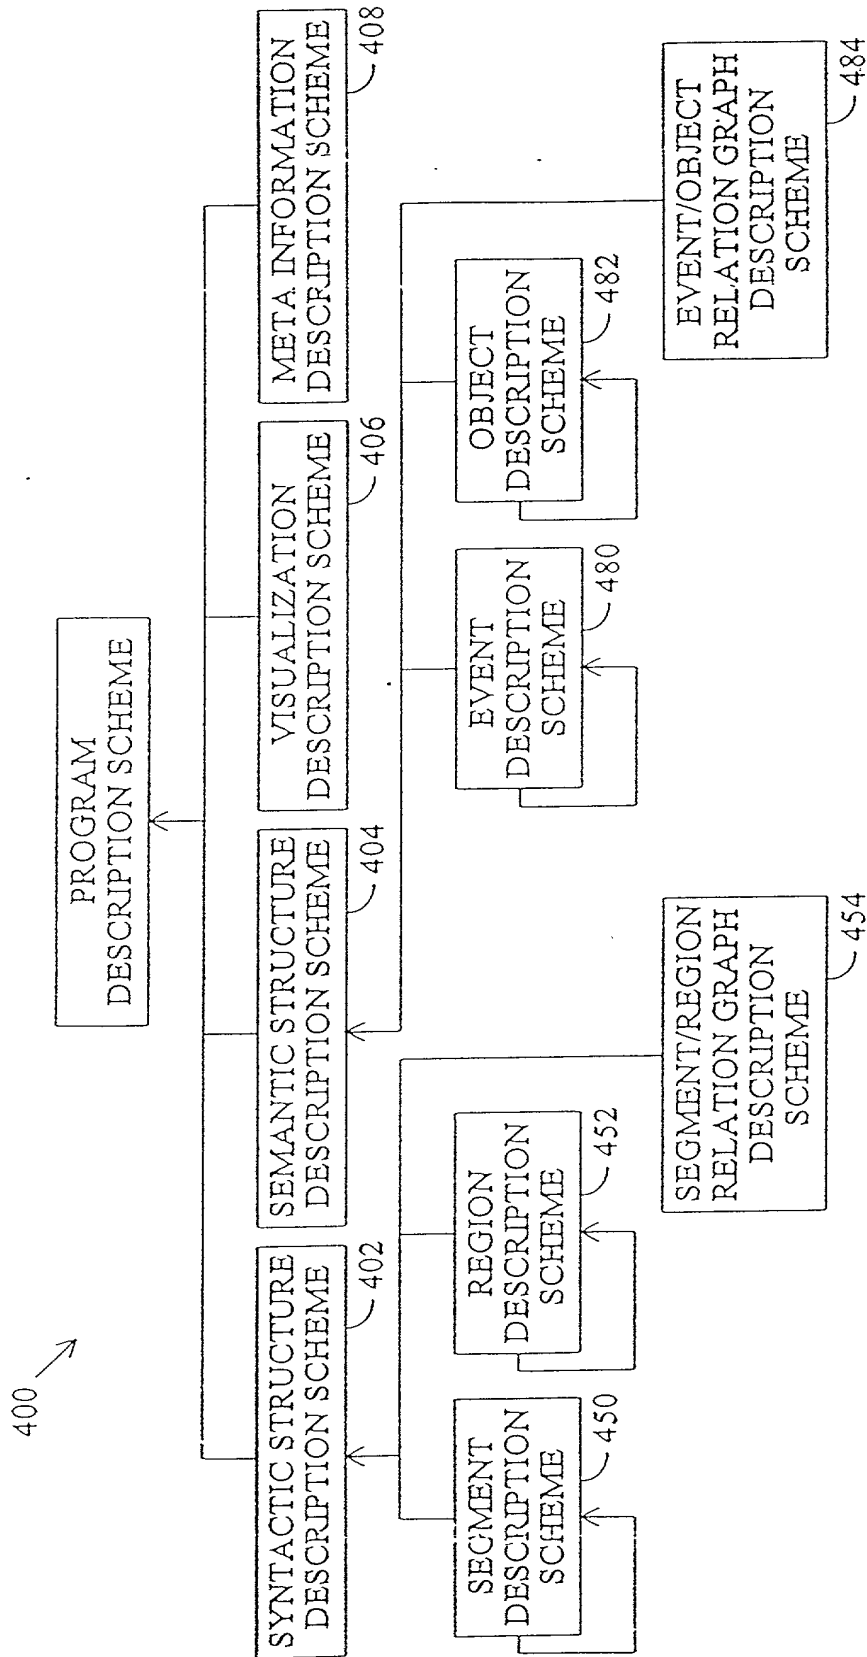 400
PROGRAM
DESCRIPTION SCHEME
SYNTACTIC STRUCTURE
DESCRIPTION SCHEME
402
SEMANTIC STRUCTURE
DESCRIPTION SCHEME
404
VISUALIZATION
DESCRIPTION SCHEME
406
META INFORMATION
DESCRIPTION SCHEME
408
SEGMENT
DESCRIPTION
SCHEME
450
REGION
DESCRIPTION
SCHEME
452
EVENT
DESCRIPTION
SCHEME
480
OBJECT
DESCRIPTION
SCHEME
482
SEGMENT/REGION
RELATION GRAPH
DESCRIPTION
SCHEME
454
EVENT/OBJECT
RELATION GRAPH
DESCRIPTION
SCHEME
484